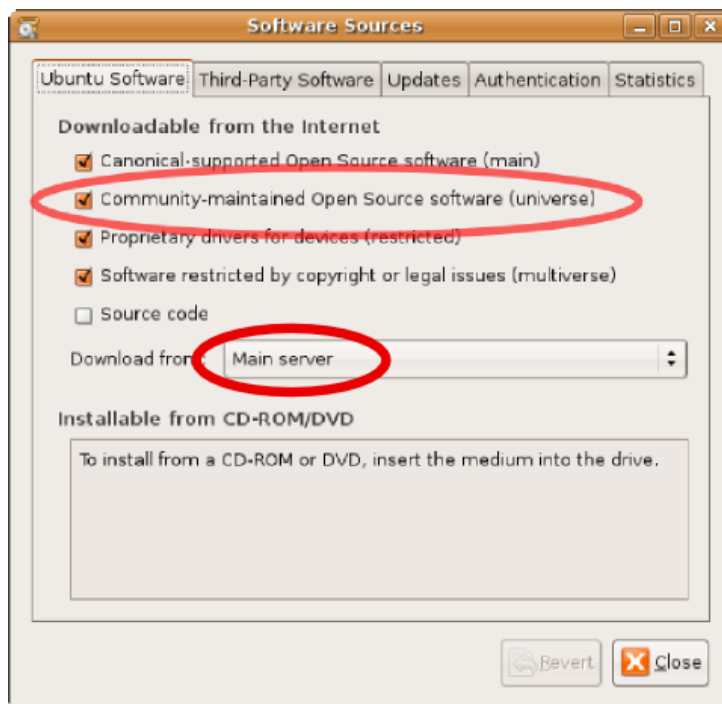 Software Sources
Ubuntu Software Third-Party Software Updates Authentication Statistics
Downloadable from the Internet
Canonical-supported Open Source software (main)
Community-maintained Open Source software (universe)
Proprietary drivers for devices (restricted)
Software restricted by copyright or legal issues (multiverse)
Source code
Download from: Main server
Installable from CD-ROM/DVD
To install from a CD-ROM or DVD, insert the medium into the drive.
Revert Close